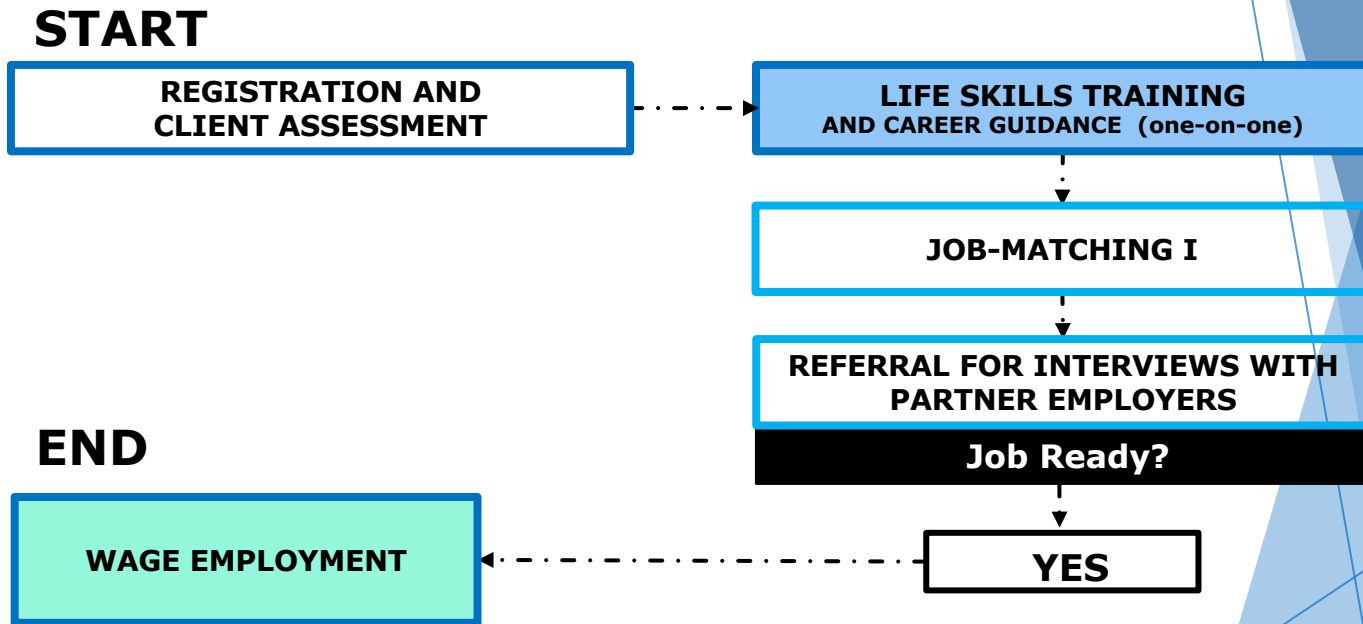 START
REGISTRATION AND
CLIENT ASSESSMENT
LIFE SKILLS TRAINING
AND CAREER GUIDANCE (one-on-one)
JOB-MATCHING I
REFERRAL FOR INTERVIEWS WITH
PARTNER EMPLOYERS
Job Ready?
YES
END
WAGE EMPLOYMENT